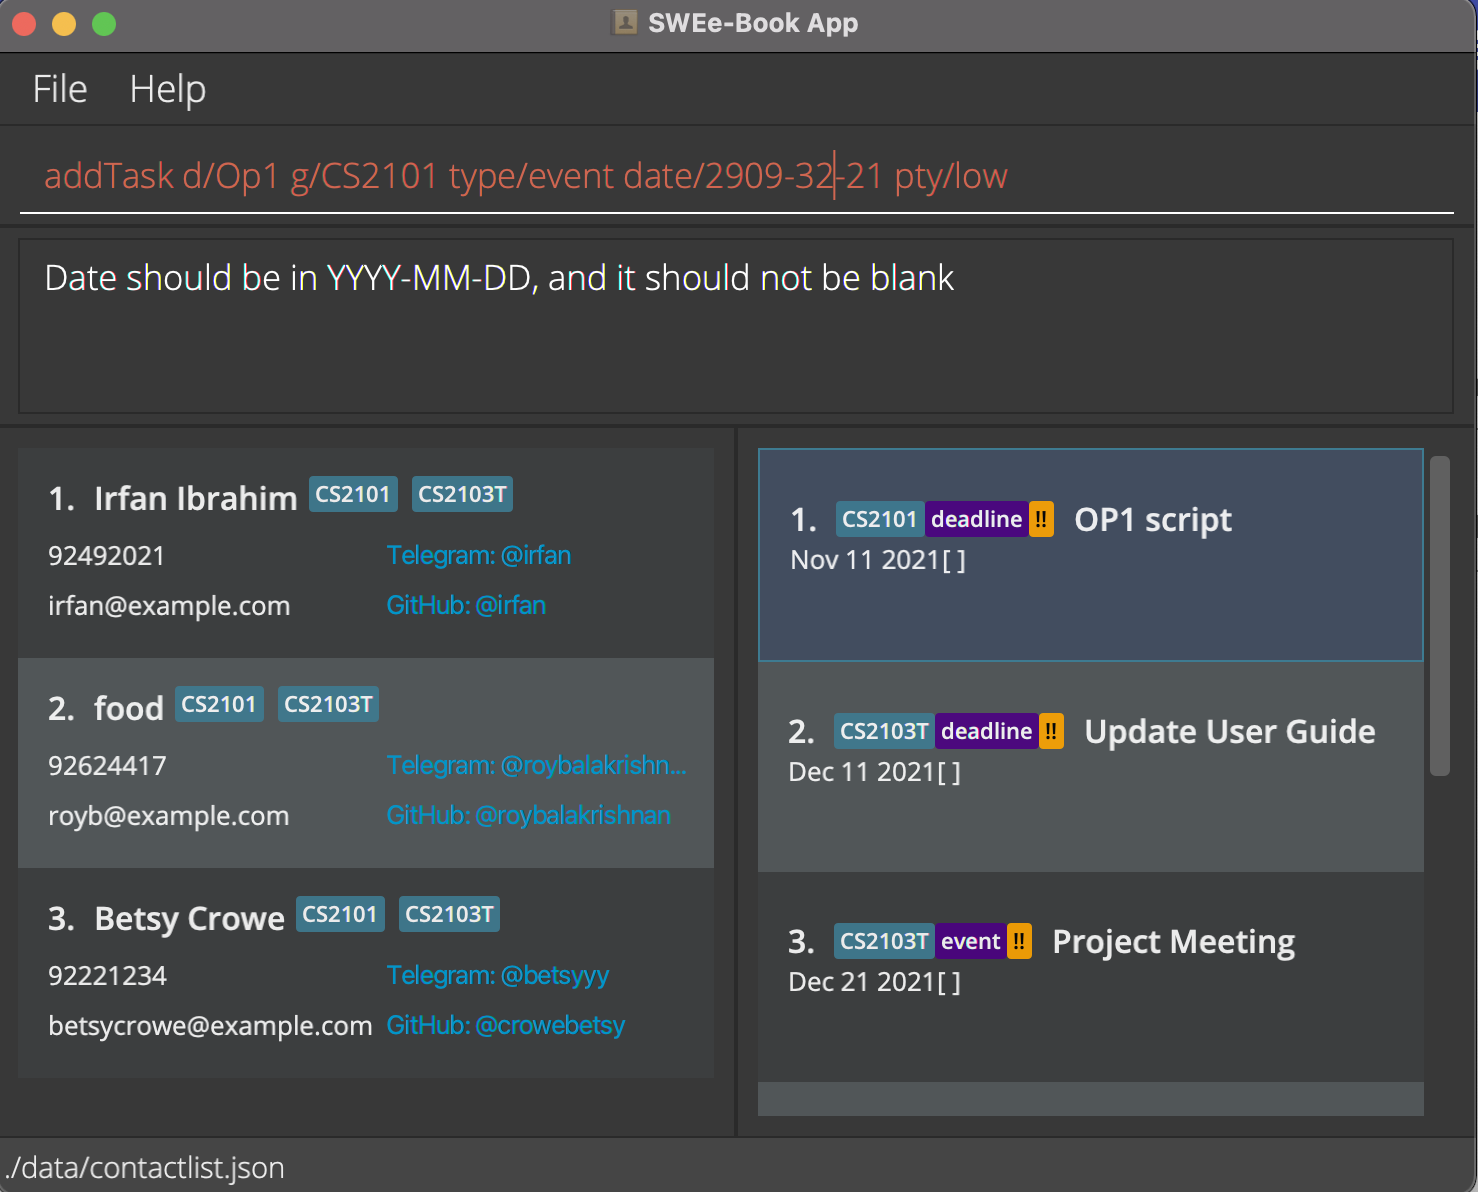 SWEe-Book App
File Help
addTask d/Op1 g/CS2101 type/event date/2909-32-21 pty/low
Date should be in YYYY-MM-DD, and it should not be blank
1. Irfan Ibrahim CS2101 CS2103T
92492021 Telegram: @irfan
irfan@example.com GitHub: @irfan
2. food CS2101 CS2103T
92624417 Telegram: @roybalakrishn...
royb@example.com GitHub: @roybalakrishnan
3. Betsy Crowe CS2101 CS2103T
92221234 Telegram: @betsyyy
betsycrowe@example.com GitHub: @crowebetsy
1. CS2101 deadline !! OP1 script
Nov 11 2021[ ]
2. CS2103T deadline !! Update User Guide
Dec 11 2021[ ]
3. CS2103T event !! Project Meeting
Dec 21 2021[ ]
./data/contactlist.json